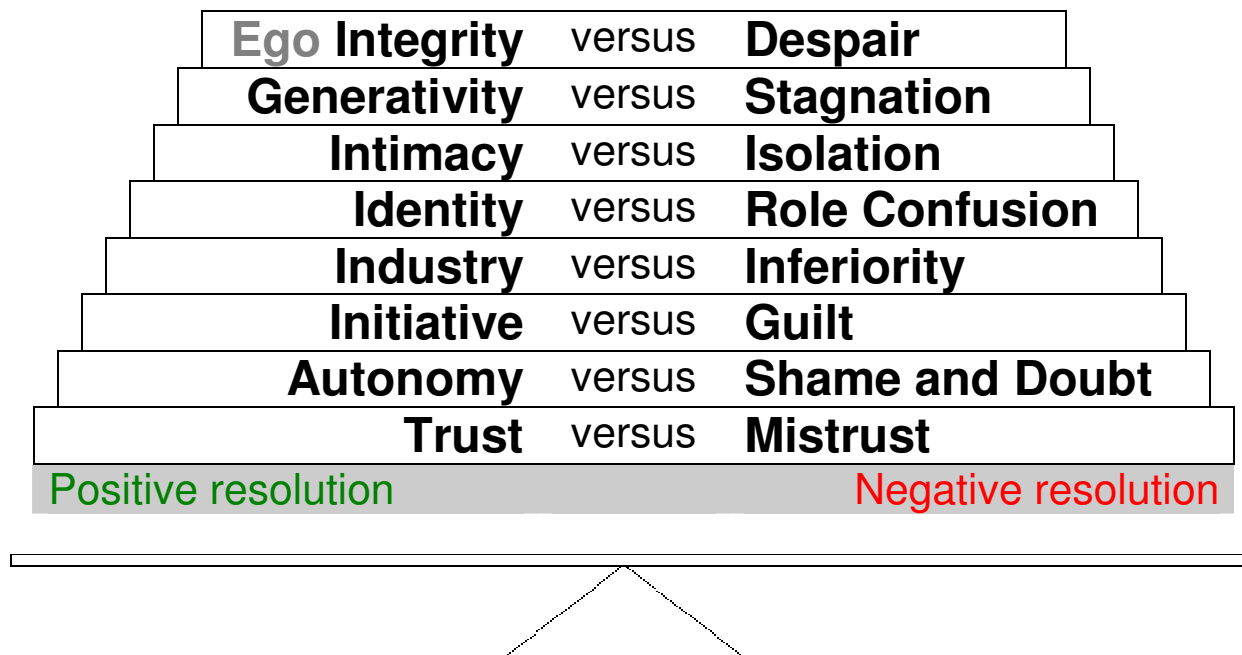 Ego Integrity versus Despair
Generativity versus Stagnation
Intimacy versus Isolation
Identity versus Role Confusion
Industry versus Inferiority
Initiative versus Guilt
Autonomy versus Shame and Doubt
Trust versus Mistrust
Positive resolution Negative resolution